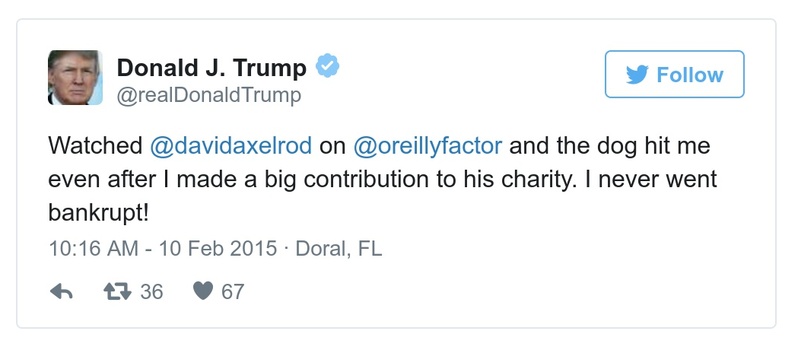 Donald J. Trump
@realDonaldTrump
Follow
Watched @davidaxelrod on @oreillyfactor and the dog hit me
even after I made a big contribution to his charity. I never went
bankrupt!
10:16 AM - 10 Feb 2015 · Doral, FL
36 67